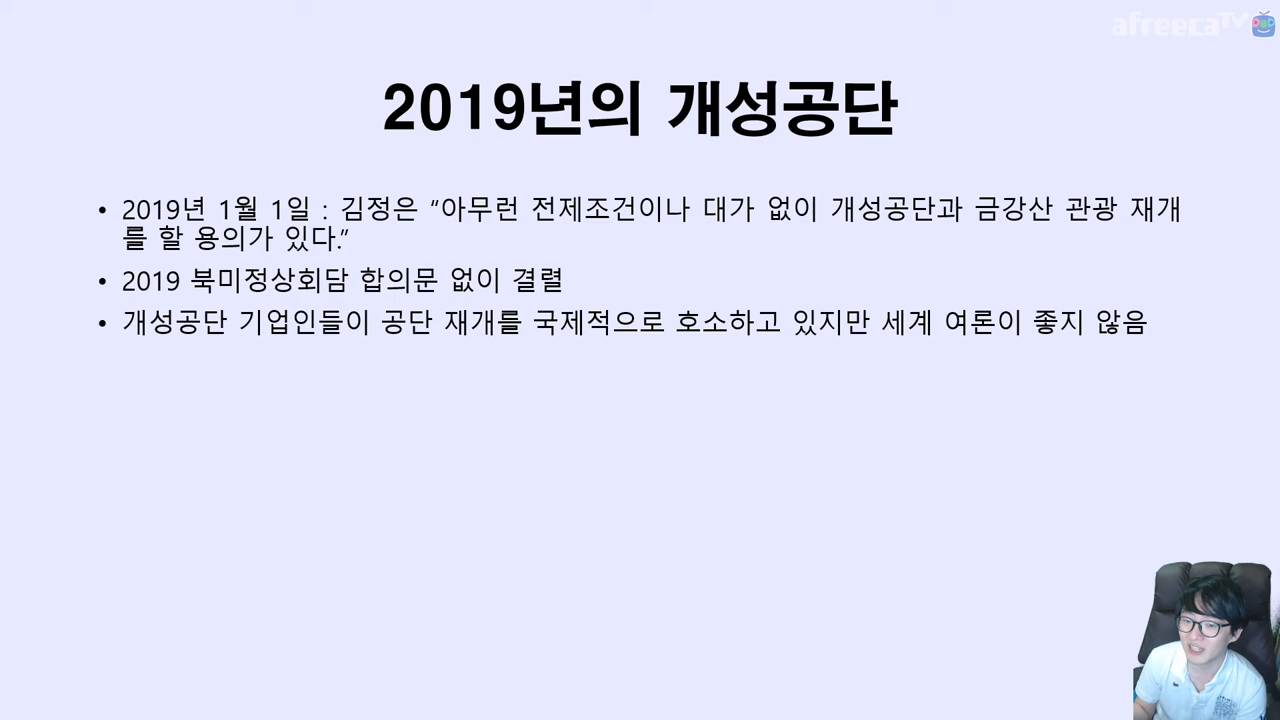 afreecaTV
2019년의 개성공단
• 2019년 1월 1일 : 김정은 “아무런 전제조건이나 대가 없이 개성공단과 금강산 관광 재개
를 할 용의가 있다.”
• 2019 북미정상회담 합의문 없이 결렬
• 개성공단 기업인들이 공단 재개를 국제적으로 호소하고 있지만 세계 여론이 좋지 않음